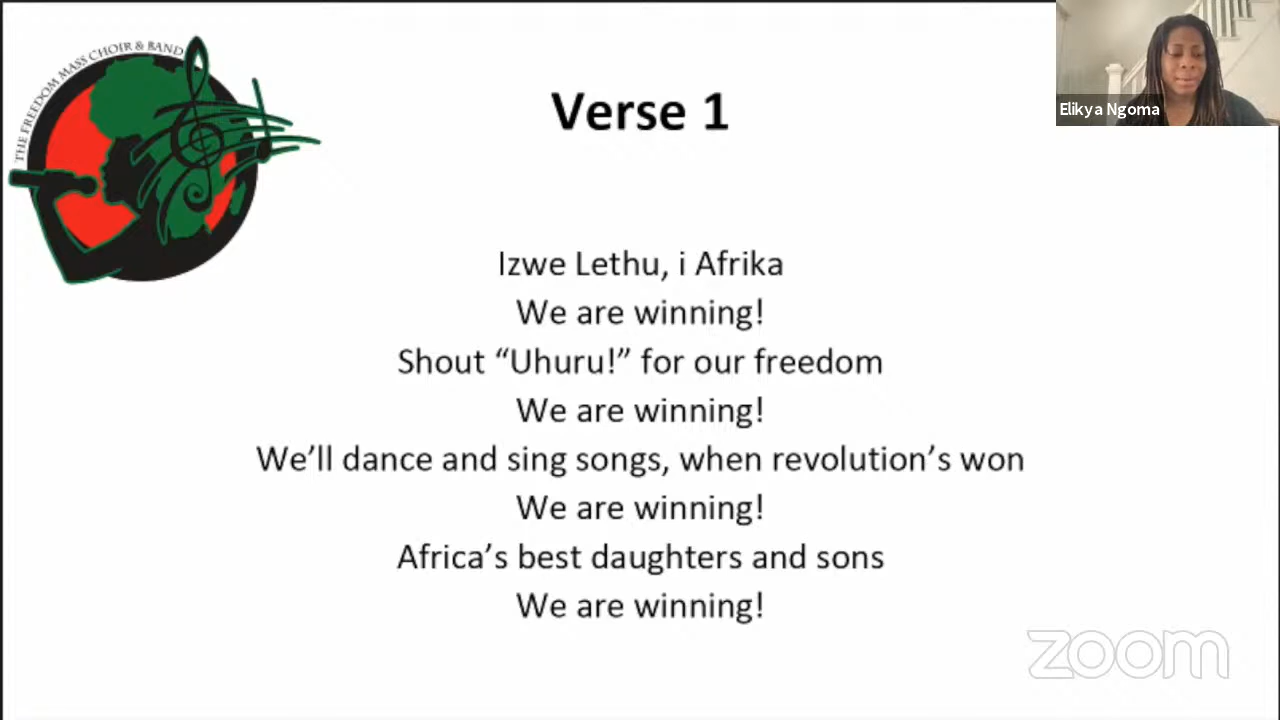 THE FREEDOM MASS CHOIR & BAND
Verse 1
Elikya Ngoma
Izwe Lethu, i Afrika
We are winning!
Shout “Uhuru!” for our freedom
We are winning!
We’ll dance and sing songs, when revolution’s won
We are winning!
Africa’s best daughters and sons
We are winning!
zoom